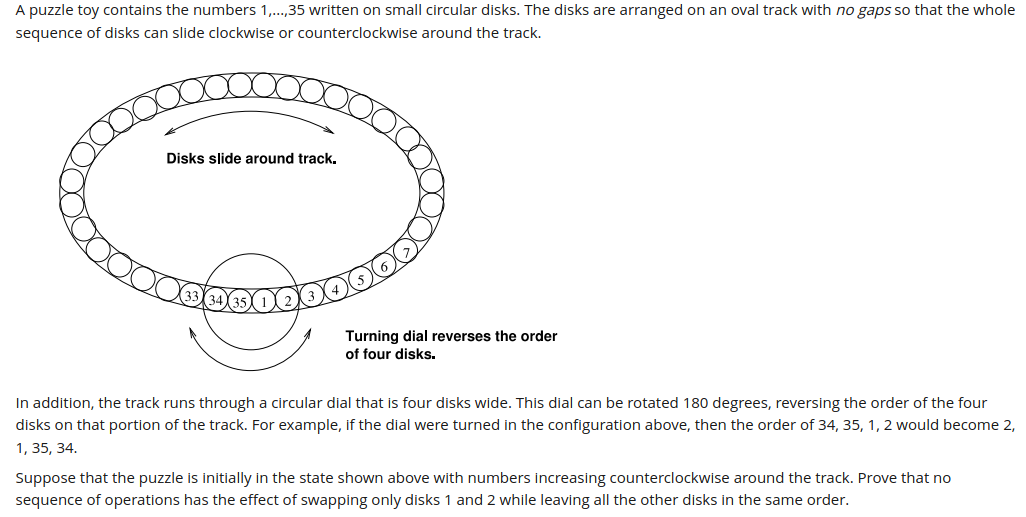 A puzzle toy contains the numbers 1,...,35 written on small circular disks. The disks are arranged on an oval track with no gaps so that the whole
sequence of disks can slide clockwise or counterclockwise around the track.
Disks slide around track.
33 34 35 1 2 3 4 5 6 7
Turning dial reverses the order
of four disks.
In addition, the track runs through a circular dial that is four disks wide. This dial can be rotated 180 degrees, reversing the order of the four
disks on that portion of the track. For example, if the dial were turned in the configuration above, then the order of 34, 35, 1, 2 would become 2,
1, 35, 34.
Suppose that the puzzle is initially in the state shown above with numbers increasing counterclockwise around the track. Prove that no
sequence of operations has the effect of swapping only disks 1 and 2 while leaving all the other disks in the same order.